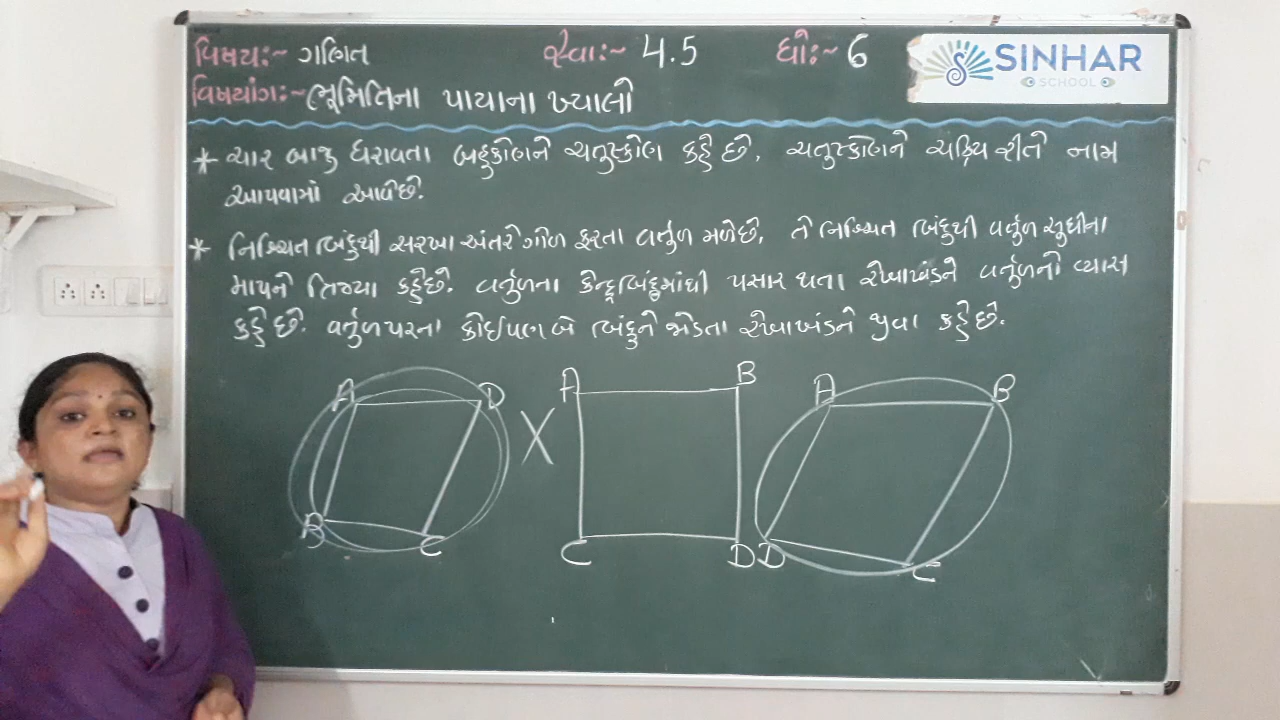 વિષય:~ ગણિત સ્વા:~ 4.5 ધો:~ 6
SINHAR
SCHOOL
વિષયાંગ:~ ભૂમિતિના પાયાના ખ્યાલો
* ચાર બાજુ ધરાવતા બહુકોણને ચતુષ્કોણ કહે છે. ચતુષ્કોણને ચક્રિય રીતે નામ
આપવામાં આવેછે.
* નિશ્ચિત બિંદુથી સરખા અંતરે ગોળ ફરતા વર્તુળ મળેછે, તે નિશ્ચિત બિંદુથી વર્તુળ સુધીના
માપને ત્રિજ્યા કહેછે. વર્તુળના કેન્દ્રબિંદુમાંથી પસાર થતા રેખાખંડને વર્તુળનો વ્યાસ
કહે છે. વર્તુળપરના કોઈપણ બે બિંદુને જોડતા રેખાખંડને જીવા કહે છે.
A D X A B A B
B C C D D C